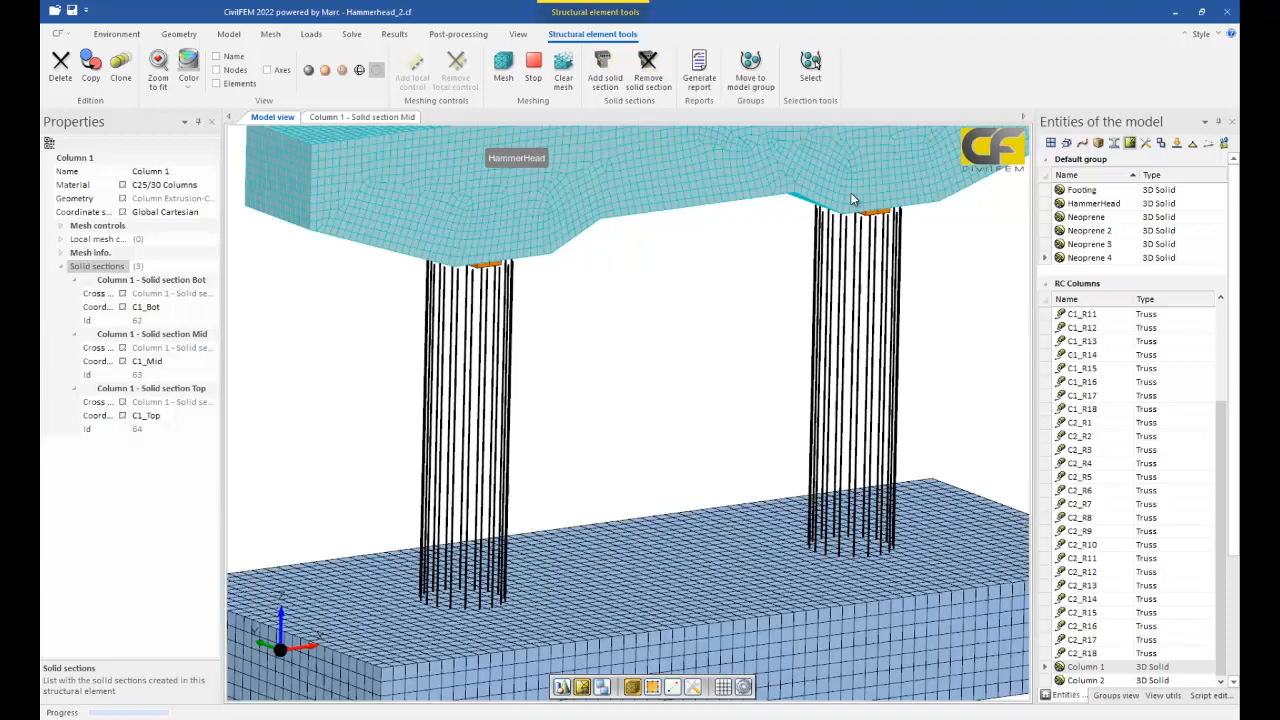 CivilFEM 2022 powered by Marc - Hammerhead_2.cf
Structural element tools
CF
Environment
Geometry
Model
Mesh
Loads
Solve
Results
Post-processing
View
Structural element tools
Style
Delete
Copy
Clone
Edition
Zoom to fit
Color
Name
Nodes
Axes
Elements
View
Add local control
Remove local control
Meshing controls
Mesh
Stop
Clear mesh
Meshing
Add solid section
Remove solid section
Solid sections
Generate report
Reports
Move to model group
Groups
Select
Selection tools
Properties
Model view
Column 1 - Solid section Mid
Entities of the model
Column 1
Name Column 1
Material C25/30 Columns
Geometry Column Extrusion-C...
Coordinate s... Global Cartesian
Mesh controls
Local mesh c... (0)
Mesh info.
Solid sections (3)
Column 1 - Solid section Bot
Cross ... Column 1 - Solid se...
Coord... C1_Bot
Id 62
Column 1 - Solid section Mid
Cross ... Column 1 - Solid se...
Coord... C1_Mid
Id 63
Column 1 - Solid section Top
Cross ... Column 1 - Solid se...
Coord... C1_Top
Id 64
HammerHead
CF
CIVILFEM
Default group
Name Type
Footing 3D Solid
HammerHead 3D Solid
Neoprene 3D Solid
Neoprene 2 3D Solid
Neoprene 3 3D Solid
Neoprene 4 3D Solid
RC Columns
Name Type
C1_R11 Truss
C1_R12 Truss
C1_R13 Truss
C1_R14 Truss
C1_R15 Truss
C1_R16 Truss
C1_R17 Truss
C1_R18 Truss
C2_R1 Truss
C2_R2 Truss
C2_R3 Truss
C2_R4 Truss
C2_R5 Truss
C2_R6 Truss
C2_R7 Truss
C2_R8 Truss
C2_R9 Truss
C2_R10 Truss
C2_R11 Truss
C2_R12 Truss
C2_R13 Truss
C2_R14 Truss
C2_R15 Truss
C2_R16 Truss
C2_R17 Truss
C2_R18 Truss
Column 1 3D Solid
Column 2 3D Solid
Solid sections
List with the solid sections created in this
structural element
Entities ...
Groups view
View utils
Script edit...
Progress